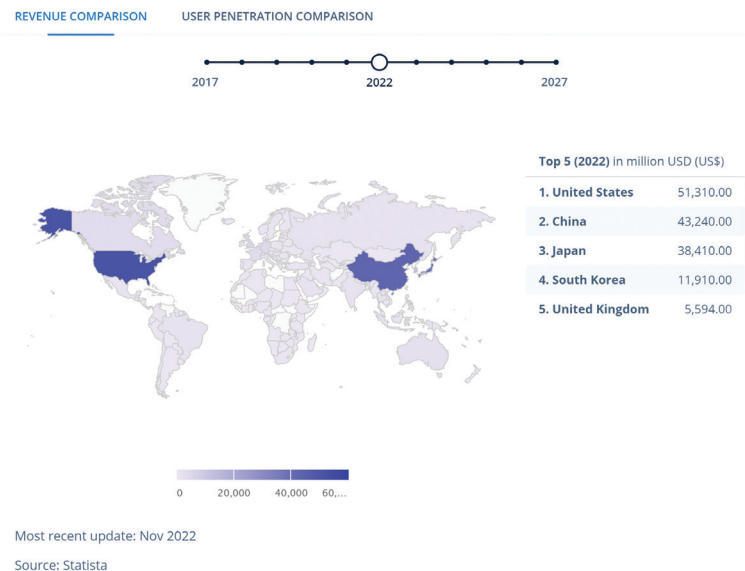 REVENUE COMPARISON USER PENETRATION COMPARISON
2017 2022 2027
Top 5 (2022) in million USD (US$)
1. United States 51,310.00
2. China 43,240.00
3. Japan 38,410.00
4. South Korea 11,910.00
5. United Kingdom 5,594.00
0 20,000 40,000 60,...
Most recent update: Nov 2022
Source: Statista